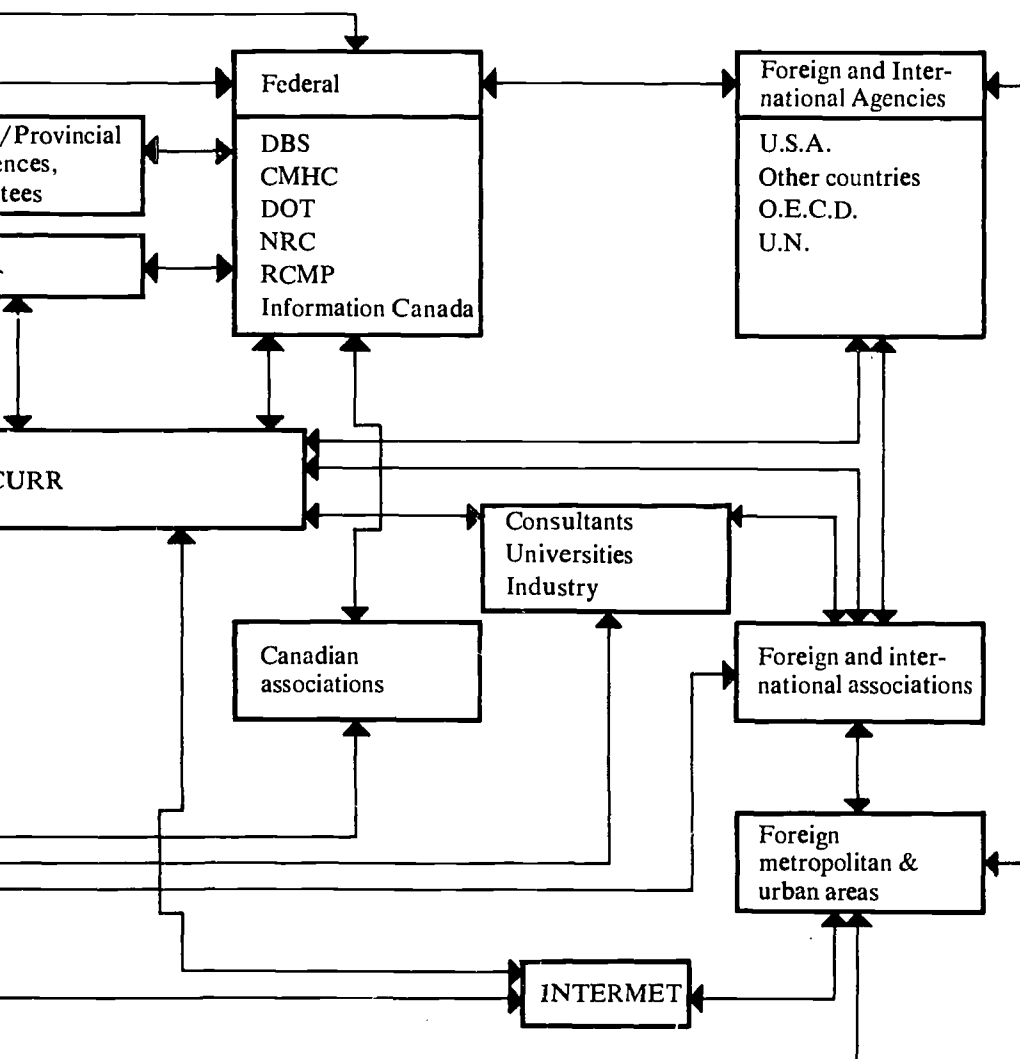 Federal
Foreign and Inter-
national Agencies
/Provincial
ences,
tees
DBS
CMHC
DOT
NRC
RCMP
Information Canada
U.S.A.
Other countries
O.E.C.D.
U.N.
CURR
Consultants
Universities
Industry
Canadian
associations
Foreign and inter-
national associations
Foreign
metropolitan &
urban areas
INTERMET